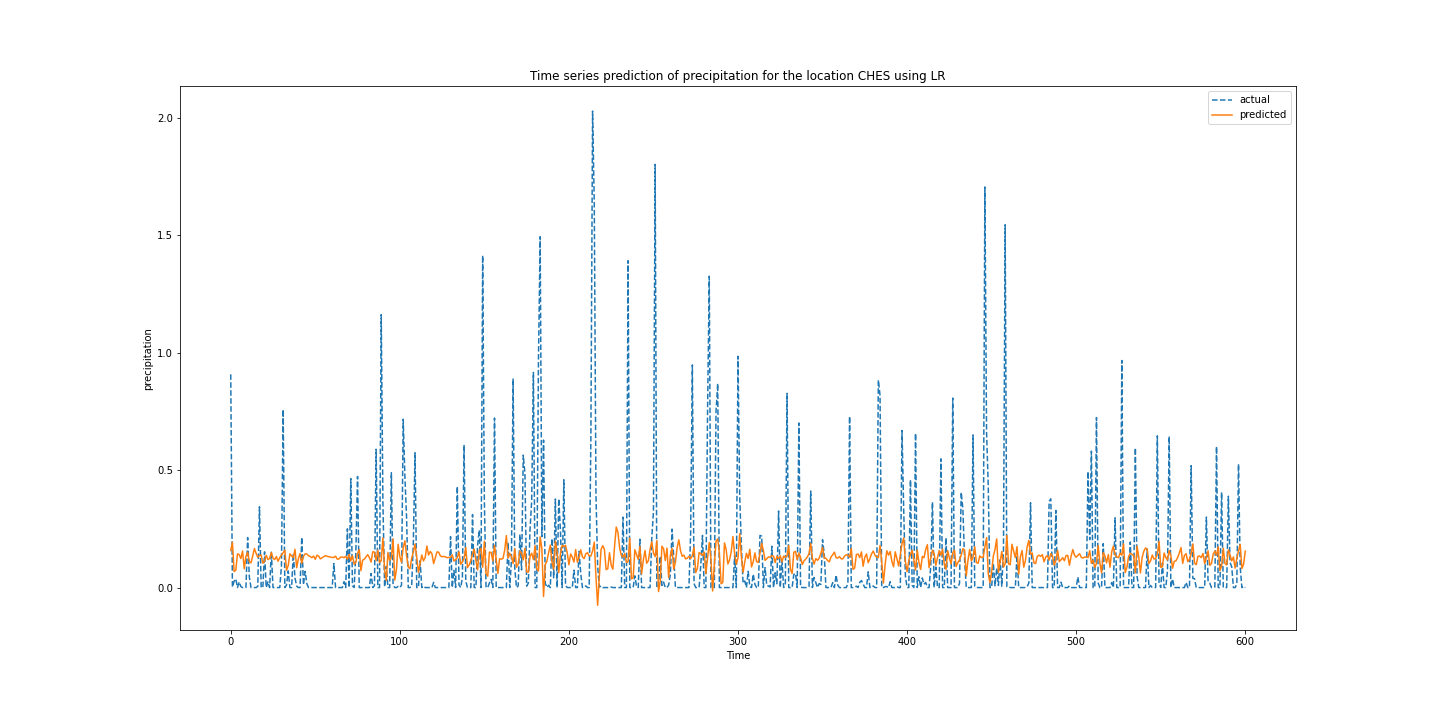 Time series prediction of precipitation for the location CHES using LR
actual
predicted
2.0
1.5
1.0
0.5
0.0
precipitation
0 100 200 300 400 500 600
Time